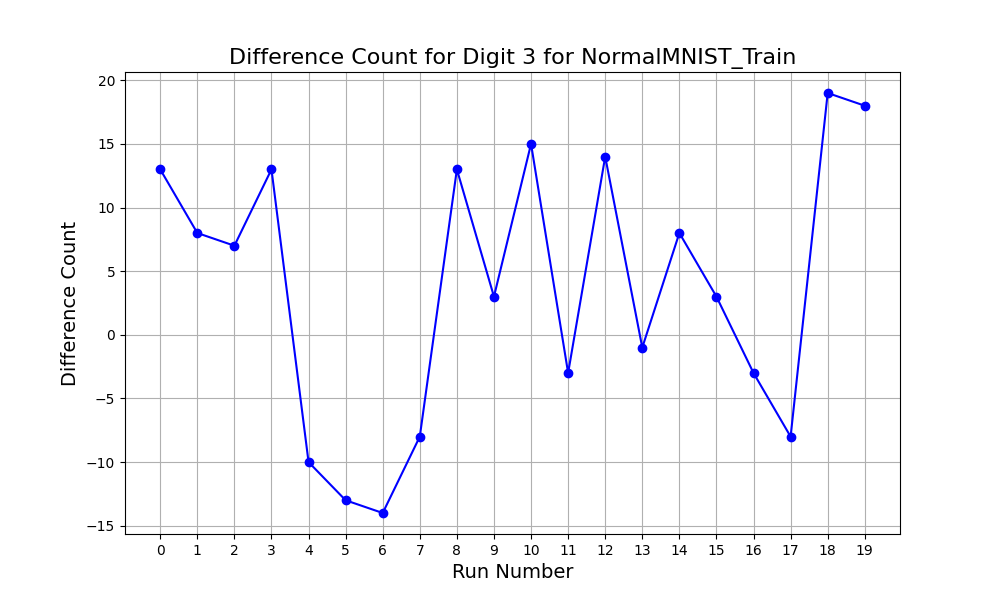 Difference Count for Digit 3 for NormalMNIST_Train
Difference Count
20
15
10
5
0
−5
−10
−15
0 1 2 3 4 5 6 7 8 9 10 11 12 13 14 15 16 17 18 19
Run Number